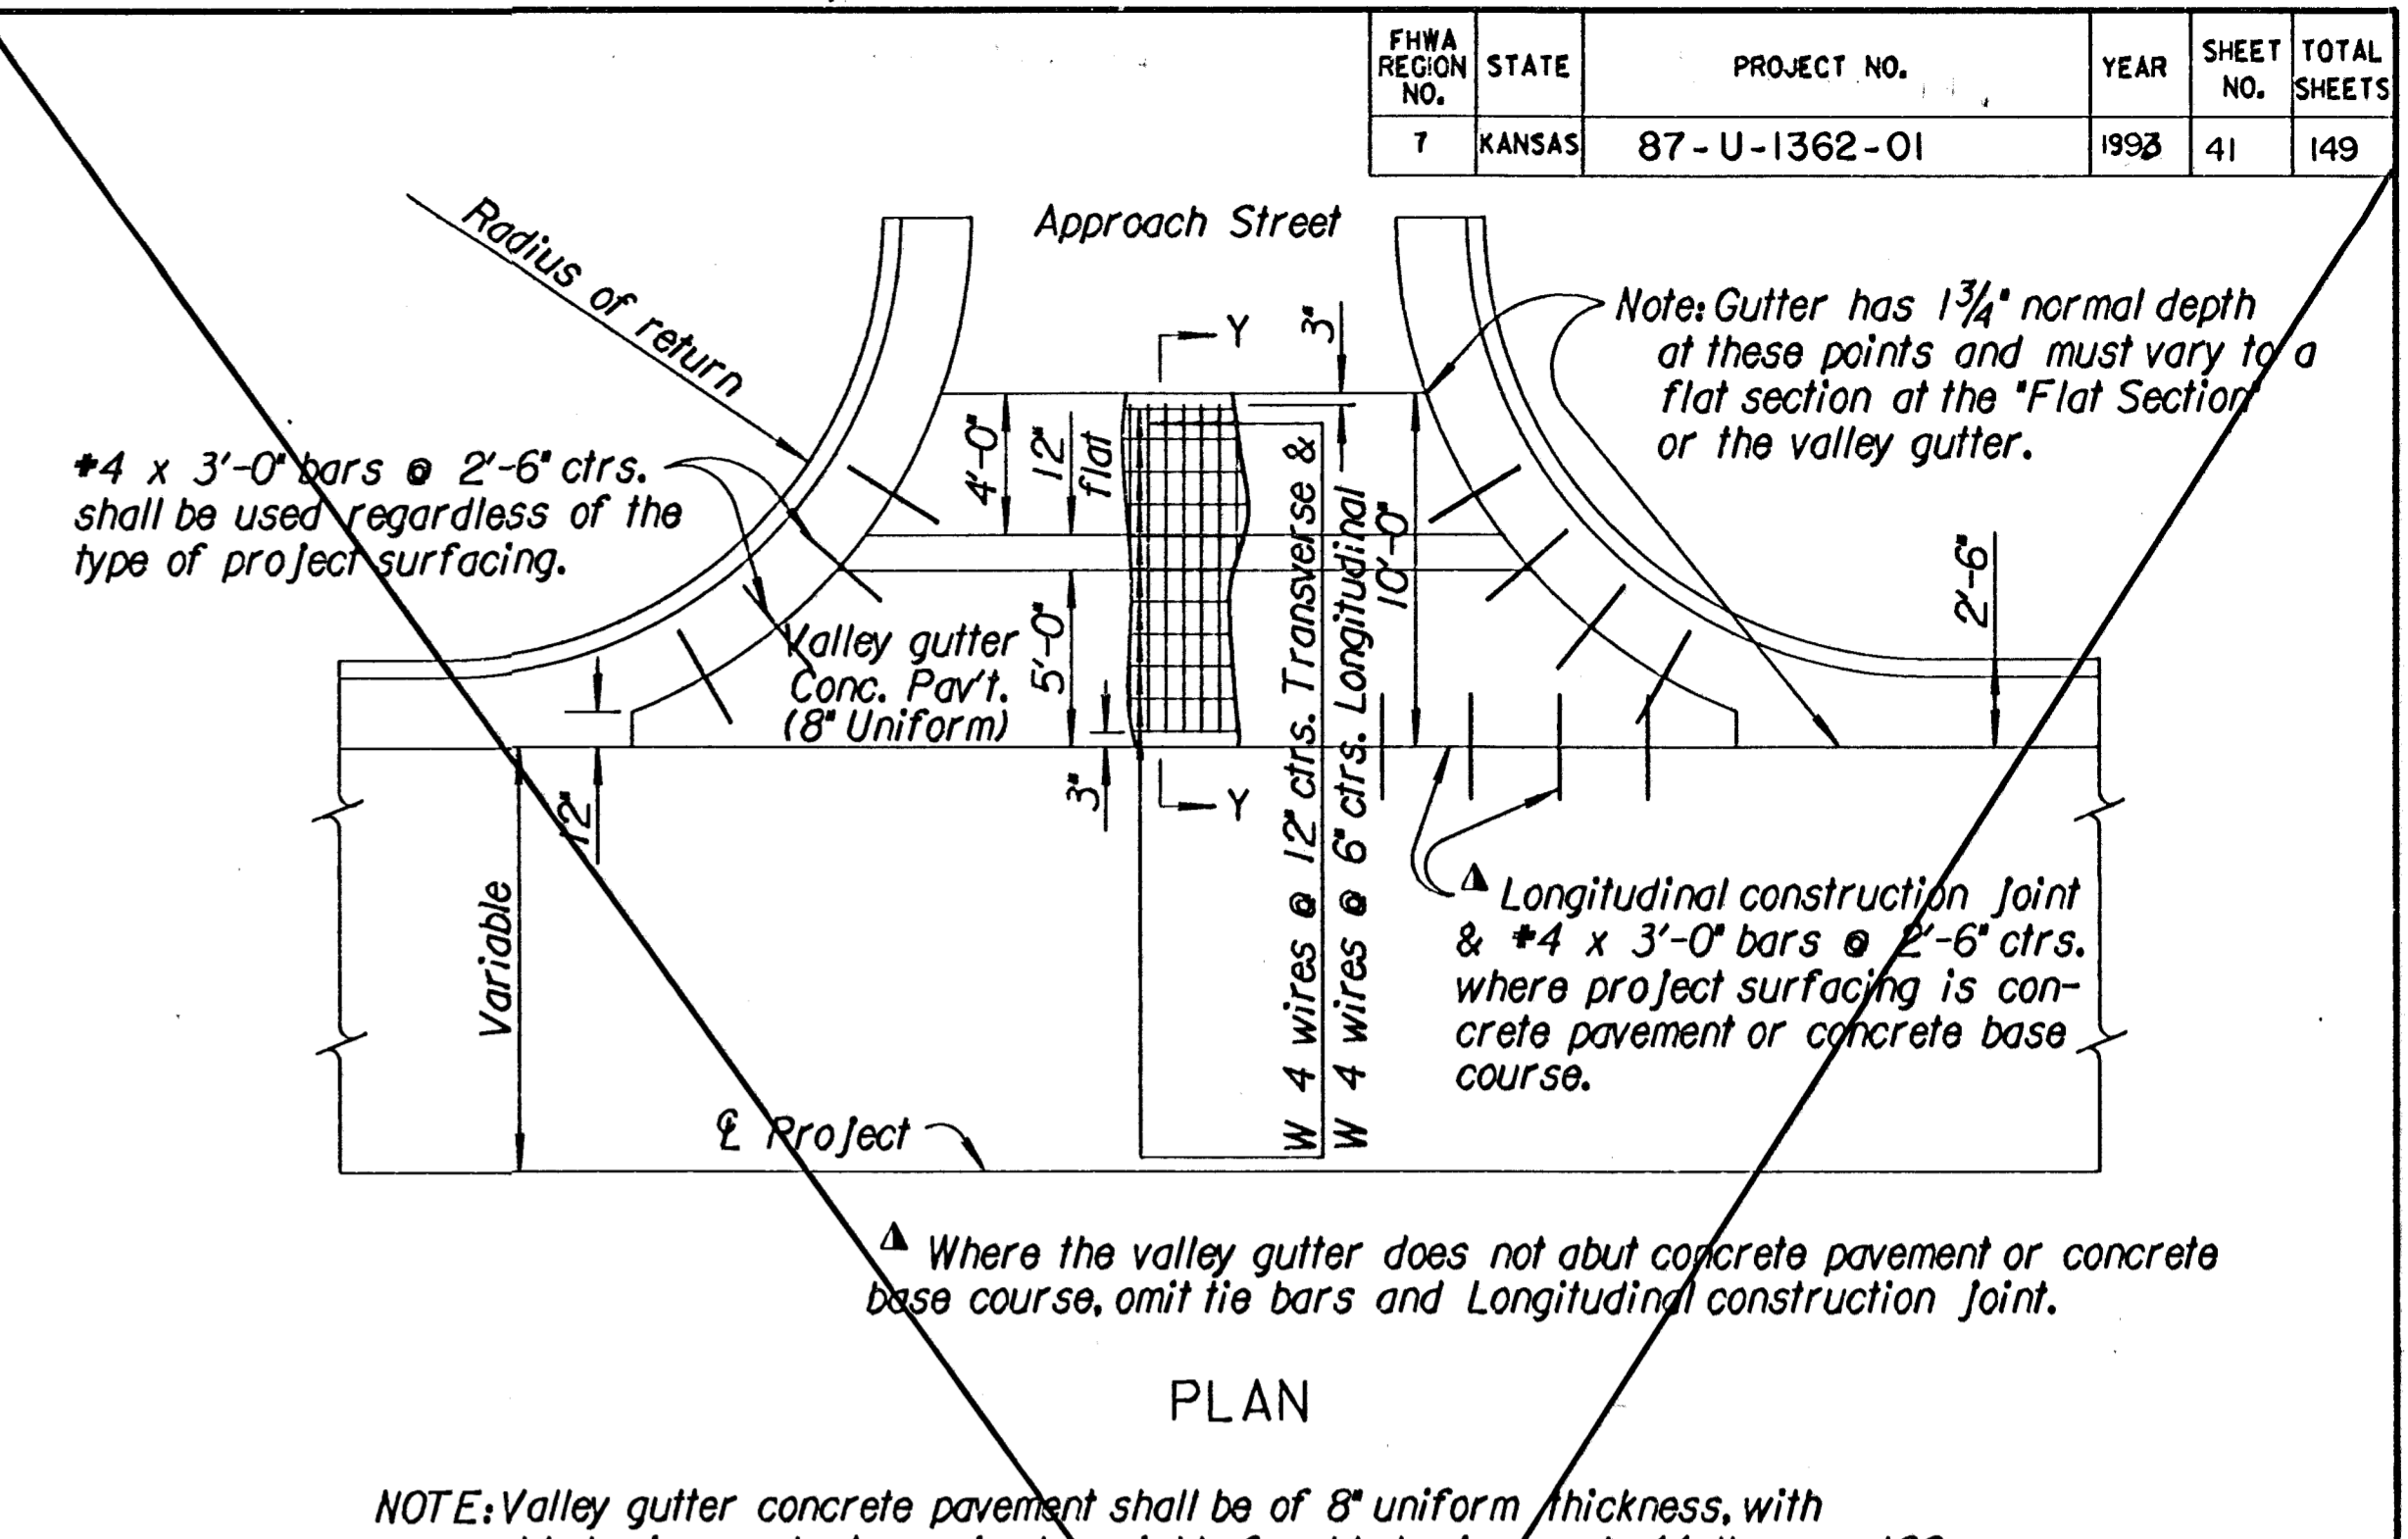 FHWA REGION NO.
STATE
PROJECT NO.
YEAR
SHEET NO.
TOTAL SHEETS
7
KANSAS
87-U-1362-01
1993
41
149
Approach Street
Radius of return
Y
3"
Note: Gutter has 1¾" normal depth
at these points and must vary to a
flat section at the "Flat Section"
or the valley gutter.
#4 x 3'-0" bars @ 2'-6" ctrs.
shall be used regardless of the
type of project surfacing.
4'-0"
12"
flat
10'-0"
2'-6"
Valley gutter
Conc. Pav't.
(8" Uniform)
5'-0"
W 4 wires @ 12" ctrs. Transverse &
W 4 wires @ 6" ctrs. Longitudinal
12"
3"
Y
Variable
Longitudinal construction joint
& #4 x 3'-0" bars @ 2'-6" ctrs.
where project surfacing is con-
crete pavement or concrete base
course.
℄ Project
Where the valley gutter does not abut concrete pavement or concrete
base course, omit tie bars and Longitudinal construction joint.
PLAN
NOTE: Valley gutter concrete pavement shall be of 8" uniform thickness, with